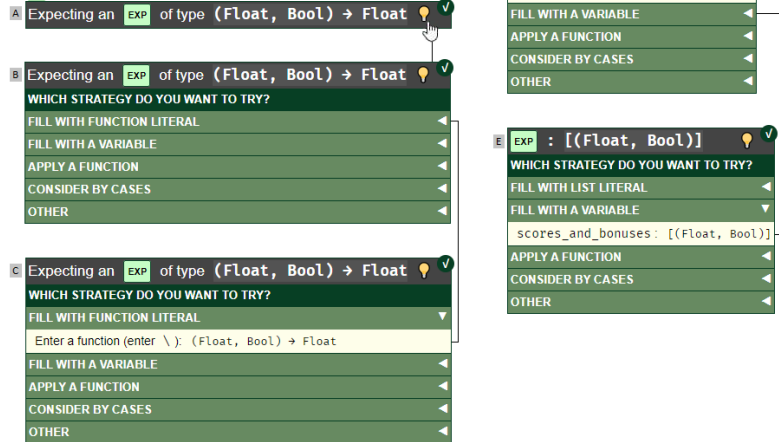 A Expecting an EXP of type (Float, Bool) → Float
B Expecting an EXP of type (Float, Bool) → Float
WHICH STRATEGY DO YOU WANT TO TRY?
FILL WITH FUNCTION LITERAL
FILL WITH A VARIABLE
APPLY A FUNCTION
CONSIDER BY CASES
OTHER
C Expecting an EXP of type (Float, Bool) → Float
WHICH STRATEGY DO YOU WANT TO TRY?
FILL WITH FUNCTION LITERAL
Enter a function (enter \ ): (Float, Bool) → Float
FILL WITH A VARIABLE
APPLY A FUNCTION
CONSIDER BY CASES
OTHER
FILL WITH A VARIABLE
APPLY A FUNCTION
CONSIDER BY CASES
OTHER
E EXP : [(Float, Bool)]
WHICH STRATEGY DO YOU WANT TO TRY?
FILL WITH LIST LITERAL
FILL WITH A VARIABLE
scores_and_bonuses: [(Float, Bool)]
APPLY A FUNCTION
CONSIDER BY CASES
OTHER